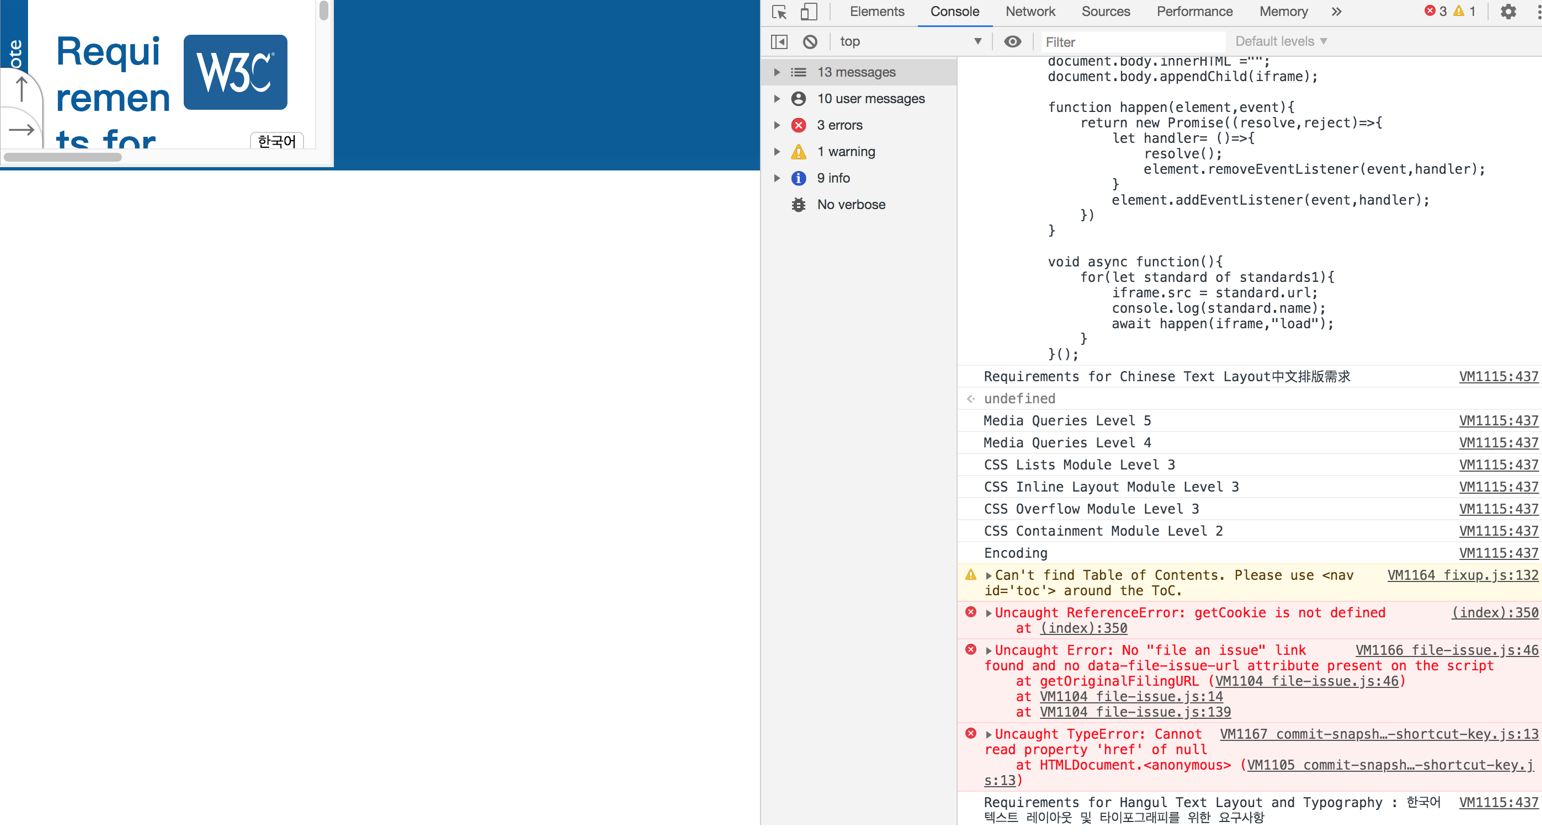 ote
Requi
remen
ts for
W3C®
한국어
Elements Console Network Sources Performance Memory » 3 1
top Filter Default levels
13 messages
10 user messages
3 errors
1 warning
9 info
No verbose
document.body.innerHTML ="";
document.body.appendChild(iframe);
function happen(element,event){
return new Promise((resolve,reject)=>{
let handler= ()=>{
resolve();
element.removeEventListener(event,handler);
}
element.addEventListener(event,handler);
})
}
void async function(){
for(let standard of standards1){
iframe.src = standard.url;
console.log(standard.name);
await happen(iframe,"load");
}
}();
Requirements for Chinese Text Layout中文排版需求 VM1115:437
undefined
Media Queries Level 5 VM1115:437
Media Queries Level 4 VM1115:437
CSS Lists Module Level 3 VM1115:437
CSS Inline Layout Module Level 3 VM1115:437
CSS Overflow Module Level 3 VM1115:437
CSS Containment Module Level 2 VM1115:437
Encoding VM1115:437
Can't find Table of Contents. Please use <nav VM1164 fixup.js:132
id='toc'> around the ToC.
Uncaught ReferenceError: getCookie is not defined (index):350
at (index):350
Uncaught Error: No "file an issue" link VM1166 file-issue.js:46
found and no data-file-issue-url attribute present on the script
at getOriginalFilingURL (VM1104 file-issue.js:46)
at VM1104 file-issue.js:14
at VM1104 file-issue.js:139
Uncaught TypeError: Cannot VM1167 commit-snapsh…-shortcut-key.js:13
read property 'href' of null
at HTMLDocument.<anonymous> (VM1105 commit-snapsh…-shortcut-key.j
s:13)
Requirements for Hangul Text Layout and Typography : 한국어 VM1115:437
텍스트 레이아웃 및 타이포그래피를 위한 요구사항